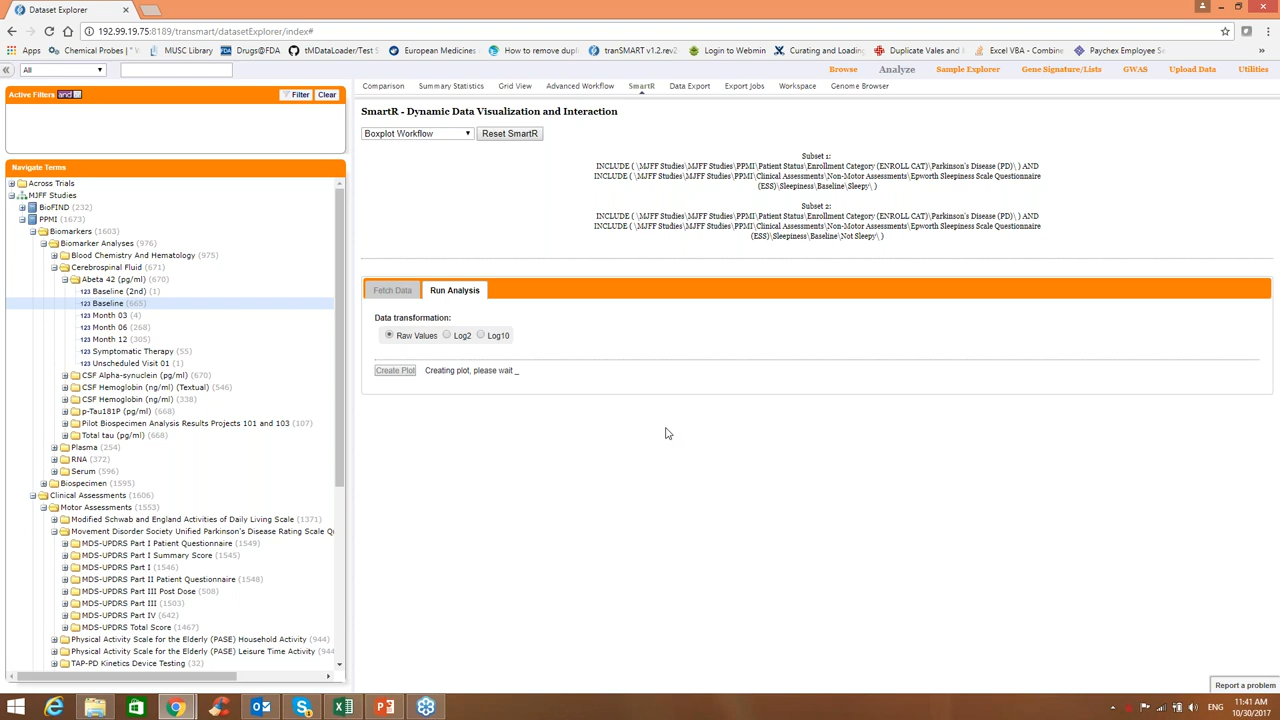 Dataset Explorer
192.99.19.75:8189/transmart/datasetExplorer/index#
Apps Chemical Probes | " MUSC Library Drugs@FDA tMDataLoader/Test S European Medicines How to remove dupli tranSMART v1.2.rev2 Login to Webmin Curating and Loading Duplicate Vales and Excel VBA - Combine Paychex Employee Se
All
Browse Analyze Sample Explorer Gene Signature/Lists GWAS Upload Data Utilities
Active Filters and Filter Clear
Comparison Summary Statistics Grid View Advanced Workflow SmartR Data Export Export Jobs Workspace Genome Browser
SmartR - Dynamic Data Visualization and Interaction
Boxplot Workflow Reset SmartR
Subset 1:
INCLUDE ( \MJFF Studies\MJFF Studies\PPMI\Patient Status\Enrollment Category (ENROLL CAT)\Parkinson's Disease (PD)\ ) AND
INCLUDE ( \MJFF Studies\MJFF Studies\PPMI\Clinical Assessments\Non-Motor Assessments\Epworth Sleepiness Scale Questionnaire
(ESS)\Sleepiness\Baseline\Sleepy\ )
Subset 2:
INCLUDE ( \MJFF Studies\MJFF Studies\PPMI\Patient Status\Enrollment Category (ENROLL CAT)\Parkinson's Disease (PD)\ ) AND
INCLUDE ( \MJFF Studies\MJFF Studies\PPMI\Clinical Assessments\Non-Motor Assessments\Epworth Sleepiness Scale Questionnaire
(ESS)\Sleepiness\Baseline\Not Sleepy\ )
Fetch Data Run Analysis
Data transformation:
Raw Values Log2 Log10
Create Plot Creating plot, please wait _
Navigate Terms
Across Trials
MJFF Studies
BioFIND (232)
PPMI (1673)
Biomarkers (1603)
Biomarker Analyses (976)
Blood Chemistry And Hematology (975)
Cerebrospinal Fluid (671)
Abeta 42 (pg/ml) (670)
123 Baseline (2nd) (1)
123 Baseline (665)
123 Month 03 (4)
123 Month 06 (268)
123 Month 12 (305)
123 Symptomatic Therapy (55)
123 Unscheduled Visit 01 (1)
CSF Alpha-synuclein (pg/ml) (670)
CSF Hemoglobin (ng/ml) (Textual) (546)
CSF Hemoglobin (ng/ml) (338)
p-Tau181P (pg/ml) (668)
Pilot Biospecimen Analysis Results Projects 101 and 103 (107)
Total tau (pg/ml) (668)
Plasma (254)
RNA (372)
Serum (596)
Biospecimen (1595)
Clinical Assessments (1606)
Motor Assessments (1553)
Modified Schwab and England Activities of Daily Living Scale (1371)
Movement Disorder Society Unified Parkinson's Disease Rating Scale Qu
MDS-UPDRS Part I Patient Questionnaire (1549)
MDS-UPDRS Part I Summary Score (1545)
MDS-UPDRS Part I (1546)
MDS-UPDRS Part II Patient Questionnaire (1548)
MDS-UPDRS Part III Post Dose (508)
MDS-UPDRS Part III (1503)
MDS-UPDRS Part IV (642)
MDS-UPDRS Total Score (1467)
Physical Activity Scale for the Elderly (PASE) Household Activity (944)
Physical Activity Scale for the Elderly (PASE) Leisure Time Activity (944
TAP-PD Kinetics Device Testing (32)
Report a problem
ENG
11:41 AM
10/30/2017